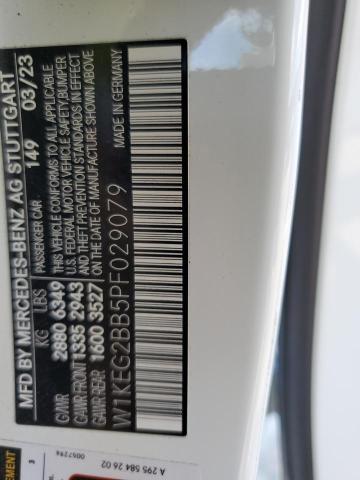 MFD BY MERCEDES-BENZ AG STUTTGART
PASSENGER CAR 149 03/23
KG LBS
GVWR 2880 6349
GAWR FRONT 1335 2943
GAWR REAR 1600 3527
THIS VEHICLE CONFORMS TO ALL APPLICABLE
U.S. FEDERAL MOTOR VEHICLE SAFETY,BUMPER
AND THEFT PREVENTION STANDARDS IN EFFECT
ON THE DATE OF MANUFACTURE SHOWN ABOVE
W1KEG2BB5PF029079
MADE IN GERMANY
A 295 584 26 02
0057294
3